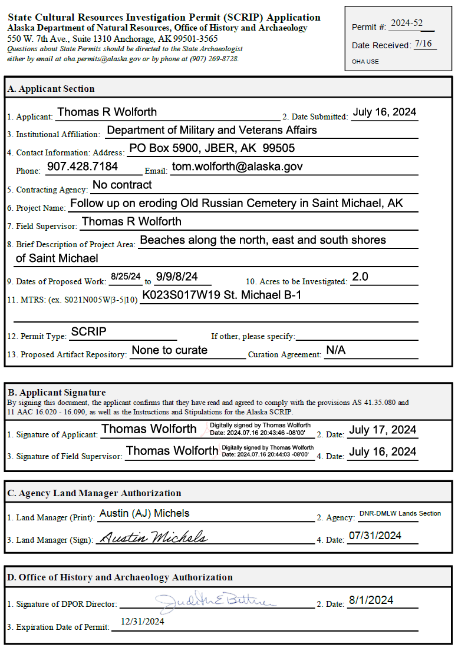 State Cultural Resources Investigation Permit (SCRIP) Application
Alaska Department of Natural Resources, Office of History and Archaeology
550 W. 7th Ave., Suite 1310 Anchorage, AK 99501-3565
Questions about State Permits should be directed to the State Archaeologist
either by email at oha.permits@alaska.gov or by phone at (907) 269-8728.
Permit #: 2024-52
Date Received: 7/16
OHA USE
A. Applicant Section
1. Applicant: Thomas R Wolforth 2. Date Submitted: July 16, 2024
3. Institutional Affiliation: Department of Military and Veterans Affairs
4. Contact Information: Address: PO Box 5900, JBER, AK 99505
Phone: 907.428.7184 Email: tom.wolforth@alaska.gov
5. Contracting Agency: No contract
6. Project Name: Follow up on eroding Old Russian Cemetery in Saint Michael, AK
7. Field Supervisor: Thomas R Wolforth
8. Brief Description of Project Area: Beaches along the north, east and south shores
of Saint Michael
9. Dates of Proposed Work: 8/25/24 to 9/9/8/24 10. Acres to be Investigated: 2.0
11. MTRS: (ex. S021N005W|3-5|10) K023S017W19 St. Michael B-1
12. Permit Type: SCRIP If other, please specify:
13. Proposed Artifact Repository: None to curate Curation Agreement: N/A
B. Applicant Signature
By signing this document, the applicant confirms that they have read and agreed to comply with the provisions AS 41.35.080 and
11 AAC 16.020 - 16.090, as well as the Instructions and Stipulations for the Alaska SCRIP.
1. Signature of Applicant: Thomas Wolforth Digitally signed by Thomas Wolforth Date: 2024.07.16 20:43:46 -08'00' 2. Date: July 17, 2024
3. Signature of Field Supervisor: Thomas Wolforth Digitally signed by Thomas Wolforth Date: 2024.07.16 20:44:03 -08'00' 4. Date: July 16, 2024
C. Agency Land Manager Authorization
1. Land Manager (Print): Austin (AJ) Michels 2. Agency: DNR-DMLW Lands Section
3. Land Manager (Sign): Austin Michels 4. Date: 07/31/2024
D. Office of History and Archaeology Authorization
1. Signature of DPOR Director: Judith E Bittner 2. Date: 8/1/2024
3. Expiration Date of Permit: 12/31/2024